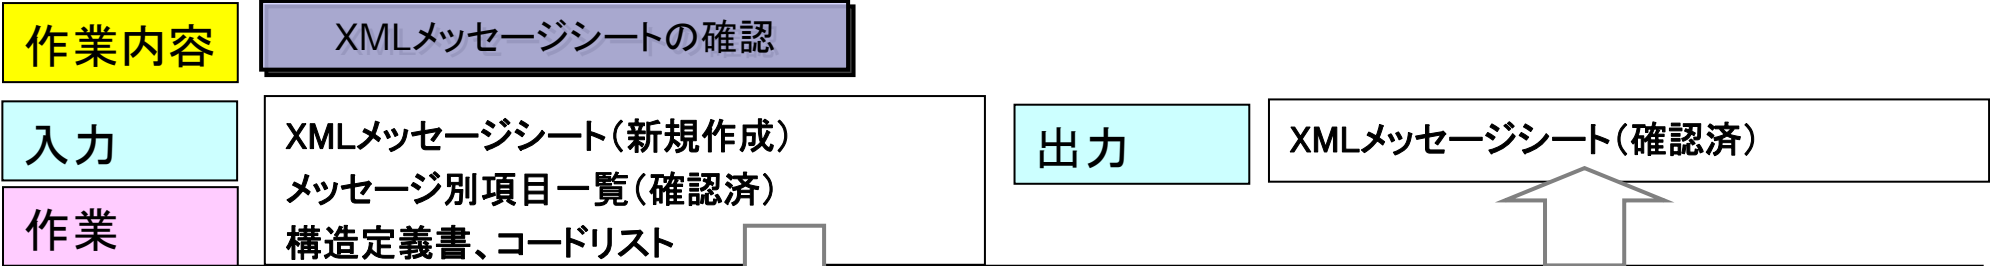 作業内容
XMLメッセージシートの確認
入力
XMLメッセージシート（新規作成）
メッセージ別項目一覧（確認済）
構造定義書、コードリスト
出力
XMLメッセージシート（確認済）
作業